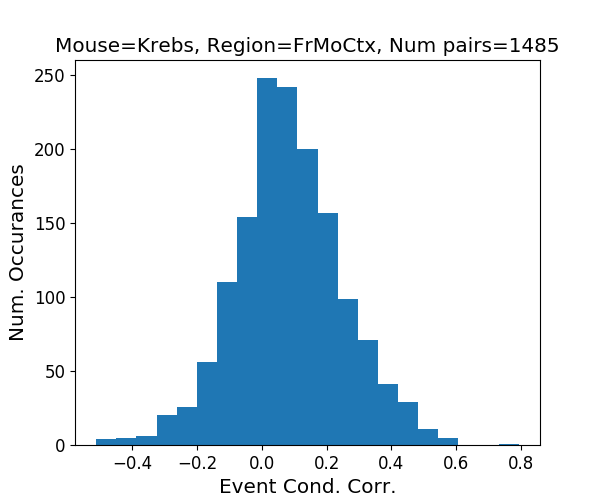 Mouse=Krebs, Region=FrMoCtx, Num pairs=1485
Num. Occurances
250
200
150
100
50
0
−0.4 −0.2 0.0 0.2 0.4 0.6 0.8
Event Cond. Corr.